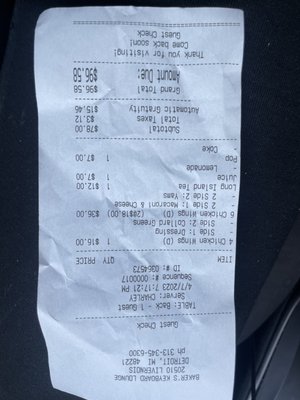 BAKER'S KEYBOARD LOUNGE
20510 LIVERNOIS
DETROIT, MI 48221
ph 313-345-6300
Guest Check
TABLE: Back - 1 Guest
Server: CHARLEY
4/7/2023 7:17:21 PM
Sequence #: 0000017
ID #: 0364573
ITEM QTY PRICE
4 Chicken Wings (D) 1 $16.00
- Side 1: Dressing
- Side 2: Collard Greens
6 Chicken Wings (D) (2@$18.00) $36.00
- 2 Side 1: Macaroni & Cheese
- 2 Side 2: Yams
Long Island Tea 1 $12.00
Juice 1 $7.00
- Lemonade
Pop 1 $7.00
- Coke
Subtotal $78.00
Total Taxes $3.12
Automatic Gratuity $15.46
Grand Total $96.58
Amount Due: $96.58
Thank you for visiting!
Come back soon!
Guest Check